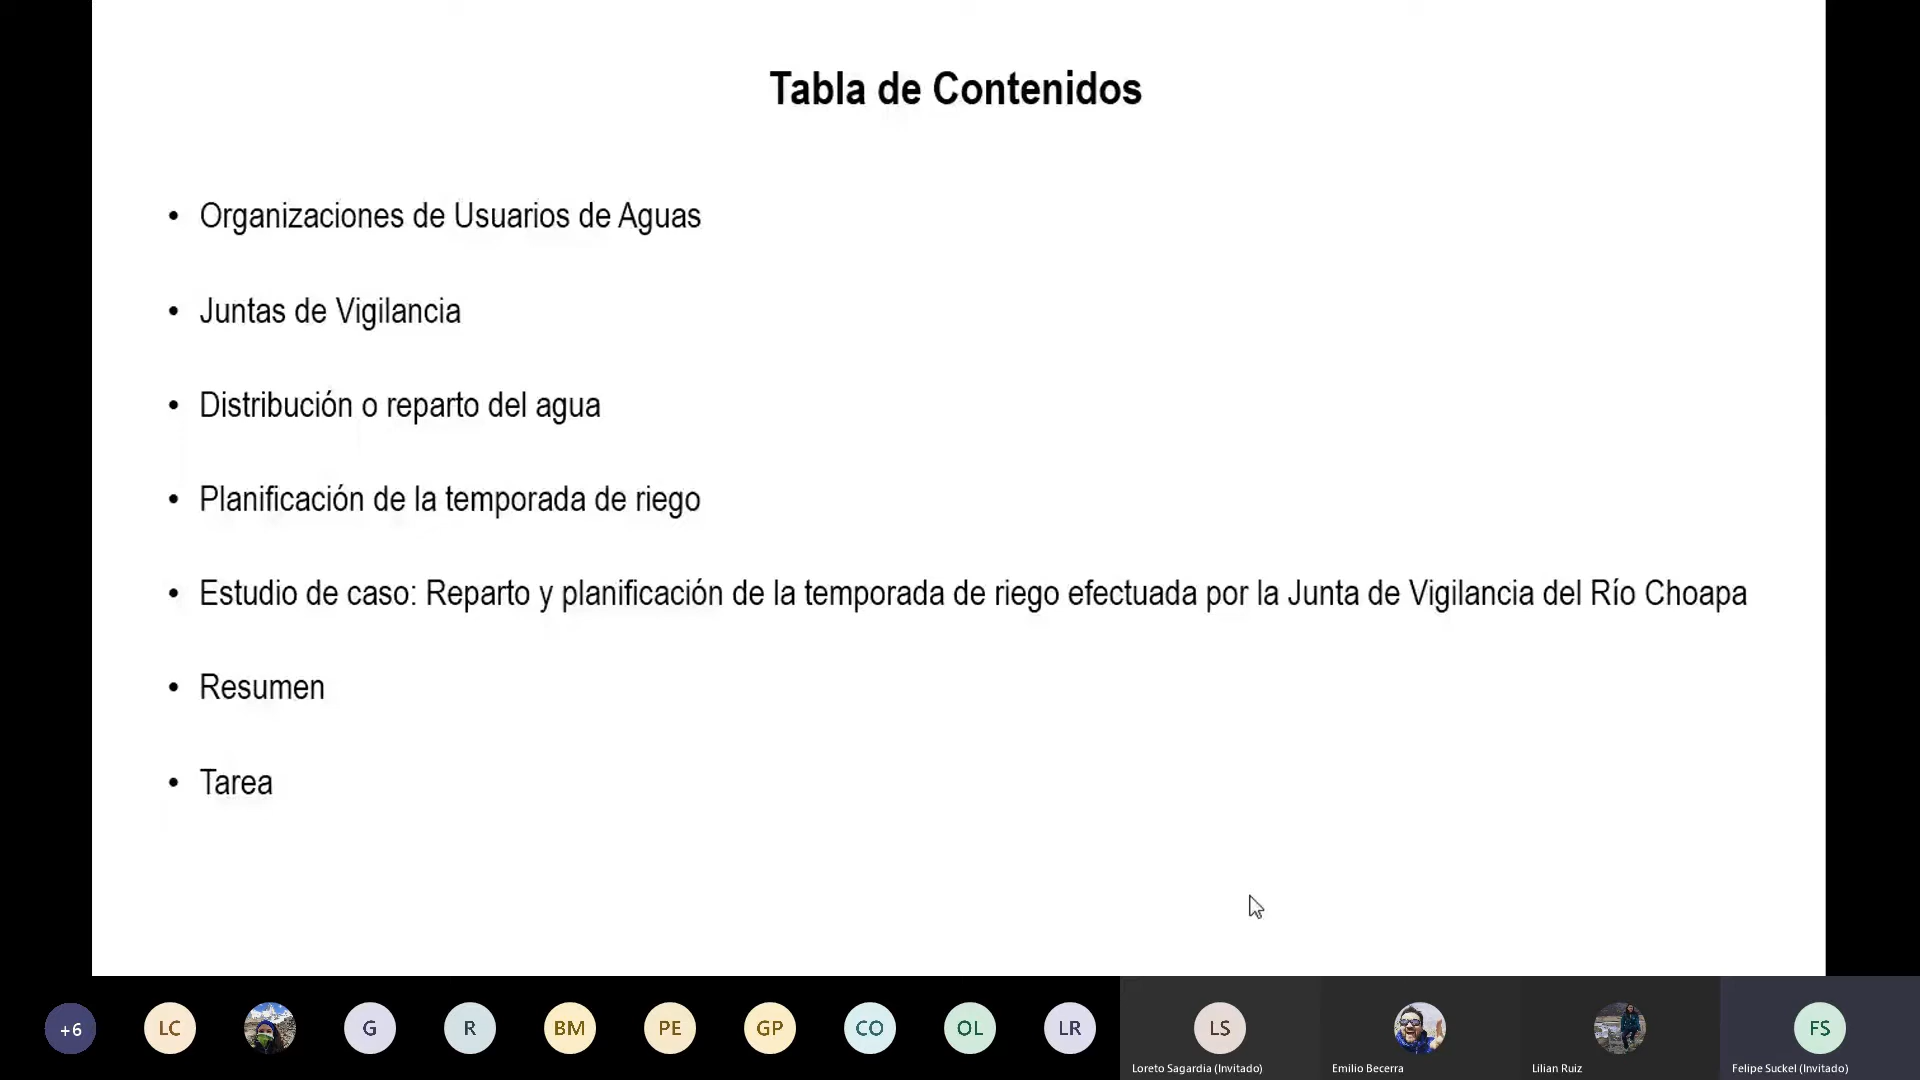 Tabla de Contenidos
• Organizaciones de Usuarios de Aguas
• Juntas de Vigilancia
• Distribución o reparto del agua
• Planificación de la temporada de riego
• Estudio de caso: Reparto y planificación de la temporada de riego efectuada por la Junta de Vigilancia del Río Choapa
• Resumen
• Tarea
+6 LC G R BM PE GP CO OL LR LS FS
Loreto Sagardia (Invitado) Emilio Becerra Lilian Ruiz Felipe Suckel (Invitado)